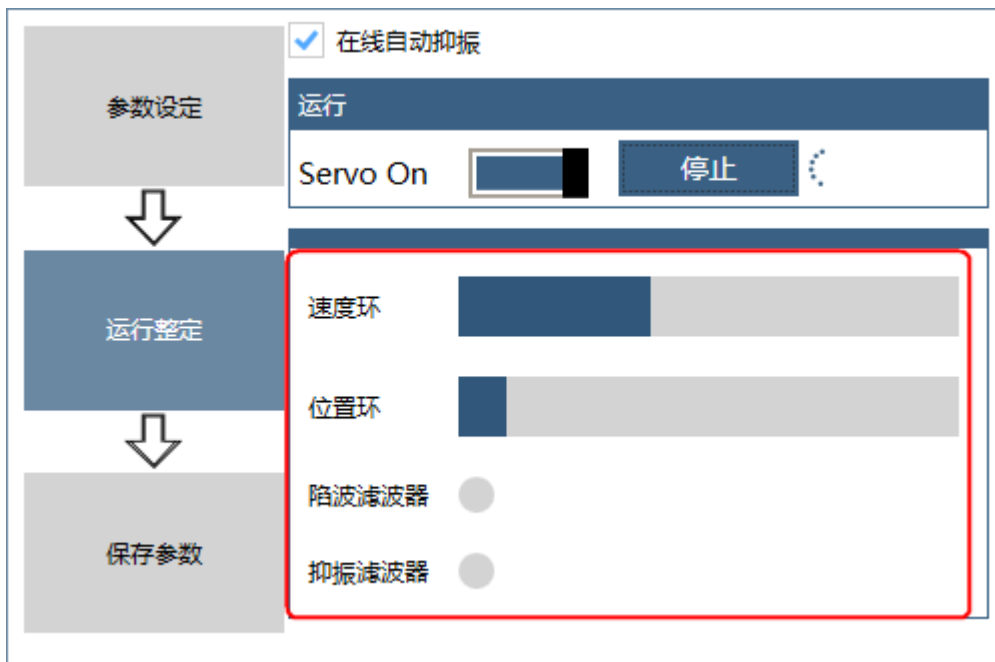 在线自动抑振
参数设定
运行
Servo On
停止
运行整定
速度环
位置环
陷波滤波器
保存参数
抑振滤波器